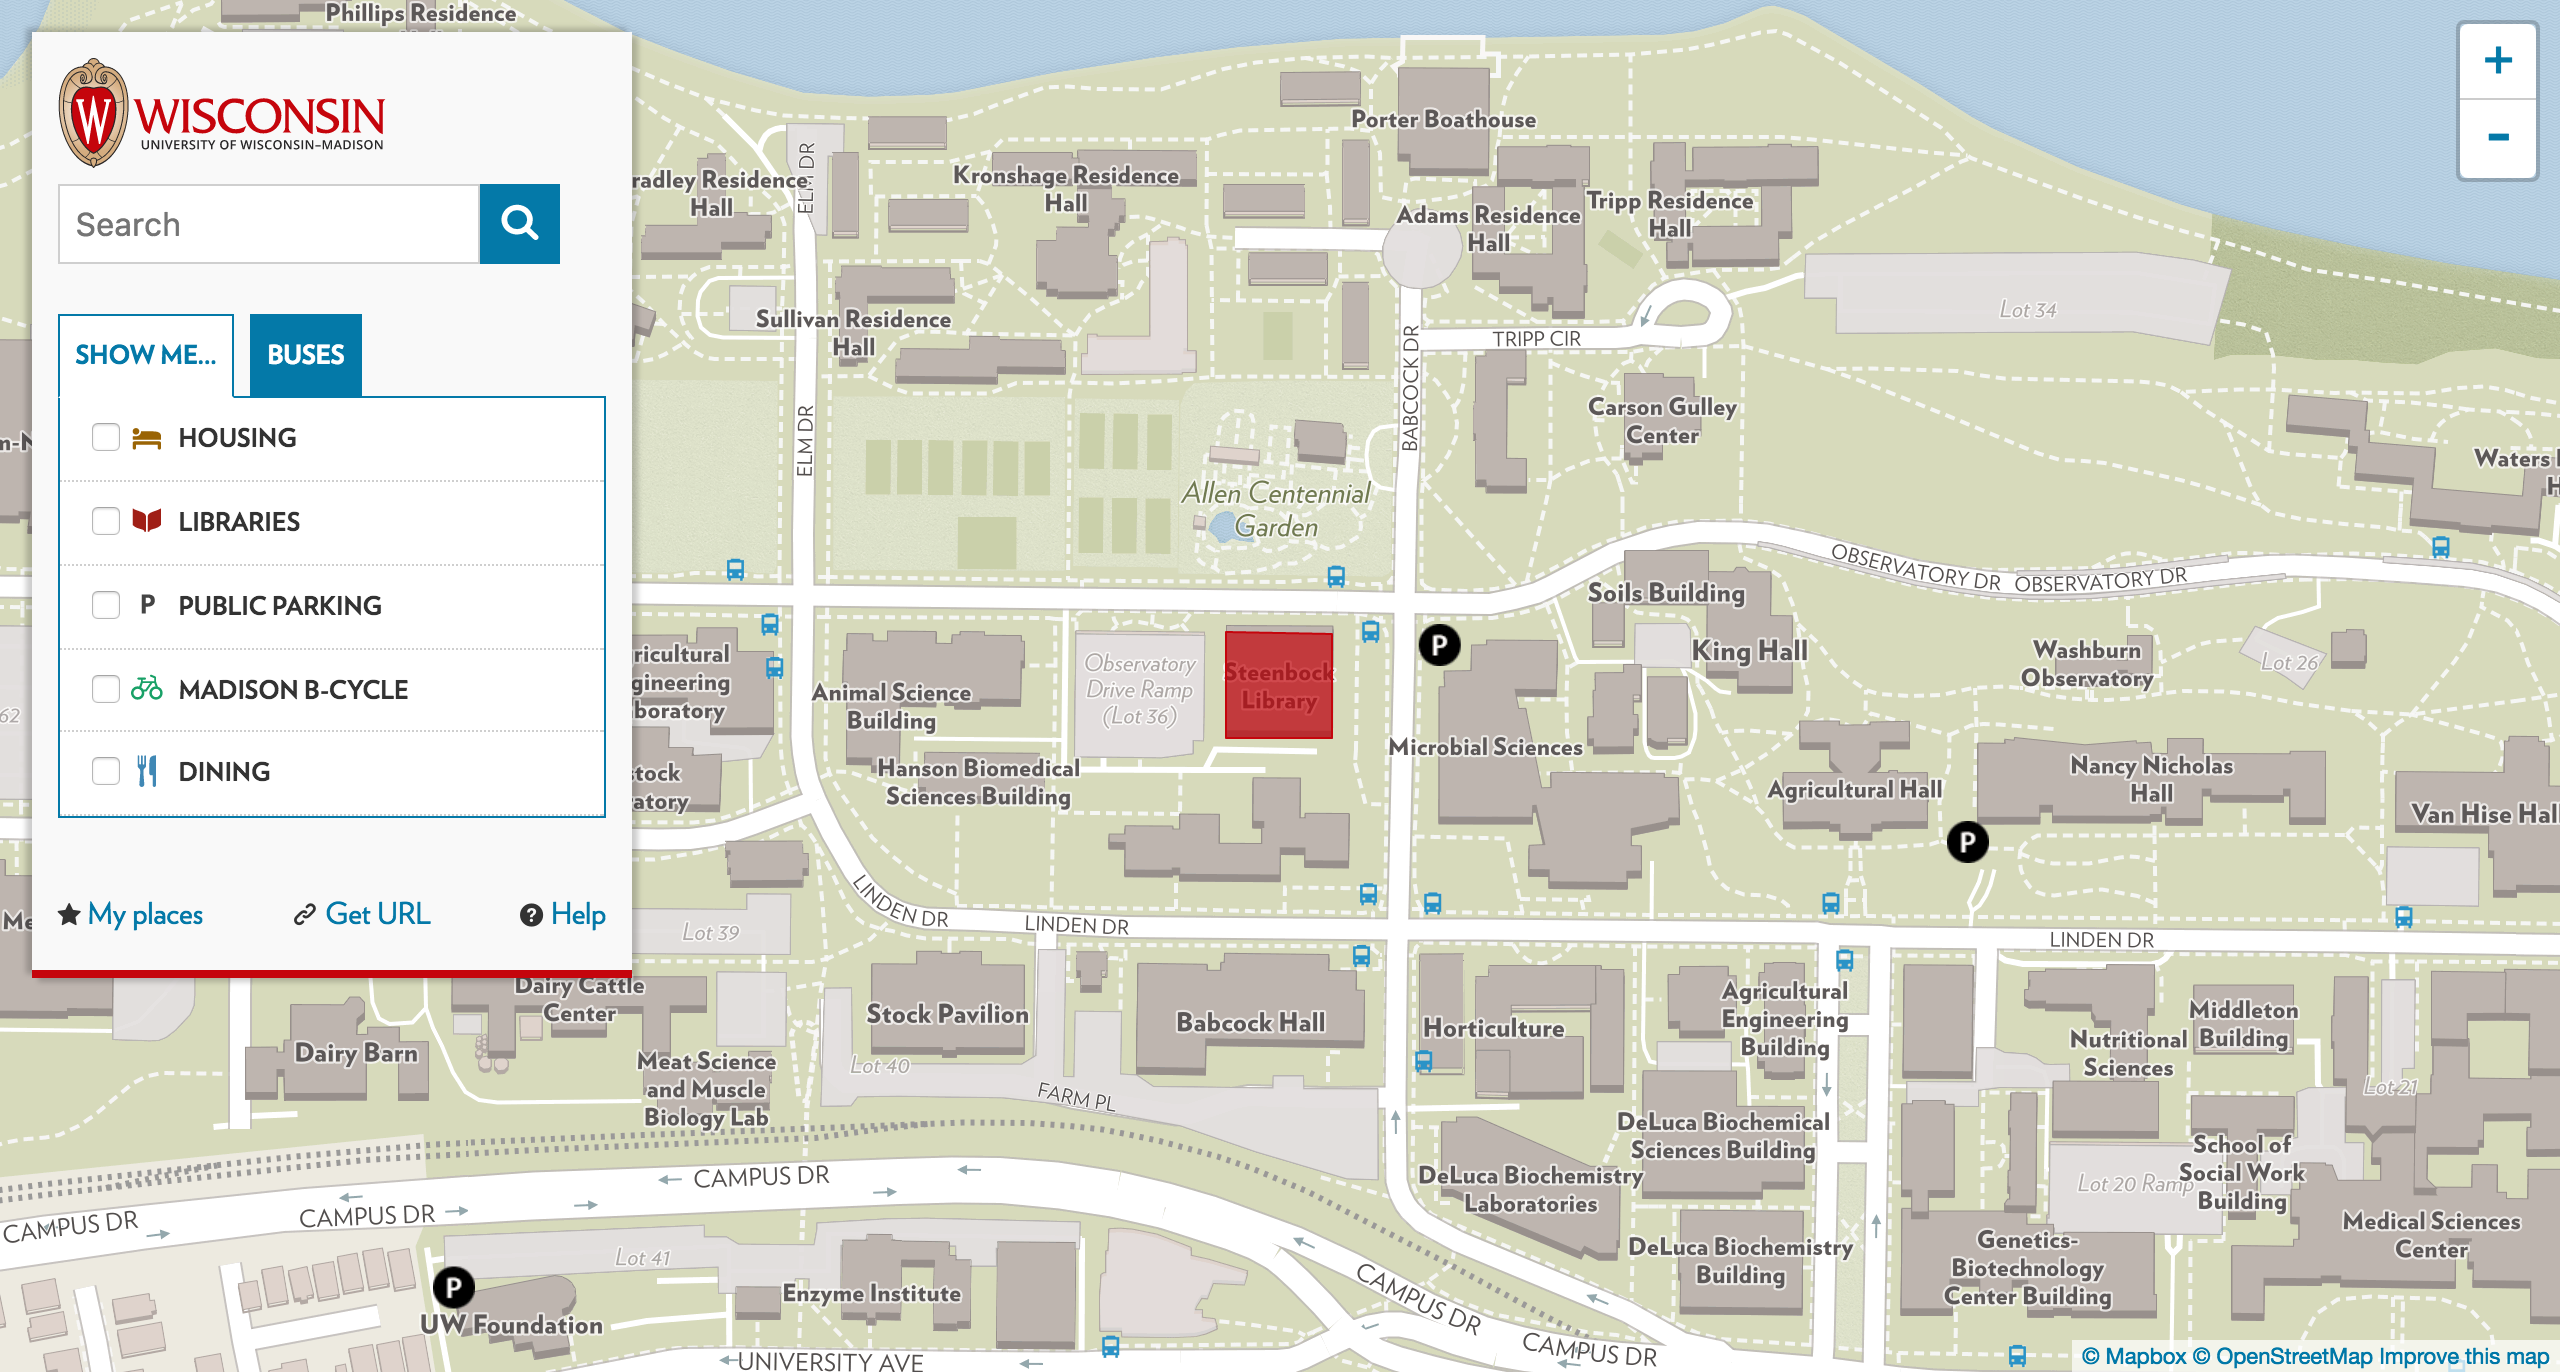 Phillips Residence
WISCONSIN
UNIVERSITY OF WISCONSIN–MADISON
Search
SHOW ME...
BUSES
HOUSING
LIBRARIES
P PUBLIC PARKING
MADISON B-CYCLE
DINING
My places
Get URL
Help
+
-
Porter Boathouse
radley Residence
Hall
ELM DR
Kronshage Residence
Hall
Adams Residence
Hall
Tripp Residence
Hall
Sullivan Residence
Hall
Lot 34
TRIPP CIR
BABCOCK DR
ELM DR
Carson Gulley
Center
Allen Centennial
Garden
Waters
OBSERVATORY DR
OBSERVATORY DR
Soils Building
King Hall
Washburn
Observatory
Lot 26
ricultural
gineering
boratory
Animal Science
Building
Observatory
Drive Ramp
(Lot 36)
Steenbock
Library
P
Microbial Sciences
62
stock
atory
Hanson Biomedical
Sciences Building
Agricultural Hall
Nancy Nicholas
Hall
Van Hise Hall
P
LINDEN DR
LINDEN DR
LINDEN DR
Lot 39
Dairy Cattle
Center
Dairy Barn
Meat Science
and Muscle
Biology Lab
Stock Pavilion
Lot 40
FARM PL
Babcock Hall
Horticulture
Agricultural
Engineering
Building
Nutritional
Sciences
Middleton
Building
Lot 21
DeLuca Biochemical
Sciences Building
DeLuca Biochemistry
Laboratories
DeLuca Biochemistry
Building
School of
Social Work
Building
Lot 20 Ramp
Genetics-
Biotechnology
Center Building
Medical Sciences
Center
CAMPUS DR
CAMPUS DR
CAMPUS DR
CAMPUS DR
CAMPUS DR
Lot 41
P
UW Foundation
Enzyme Institute
UNIVERSITY AVE
© Mapbox © OpenStreetMap Improve this map